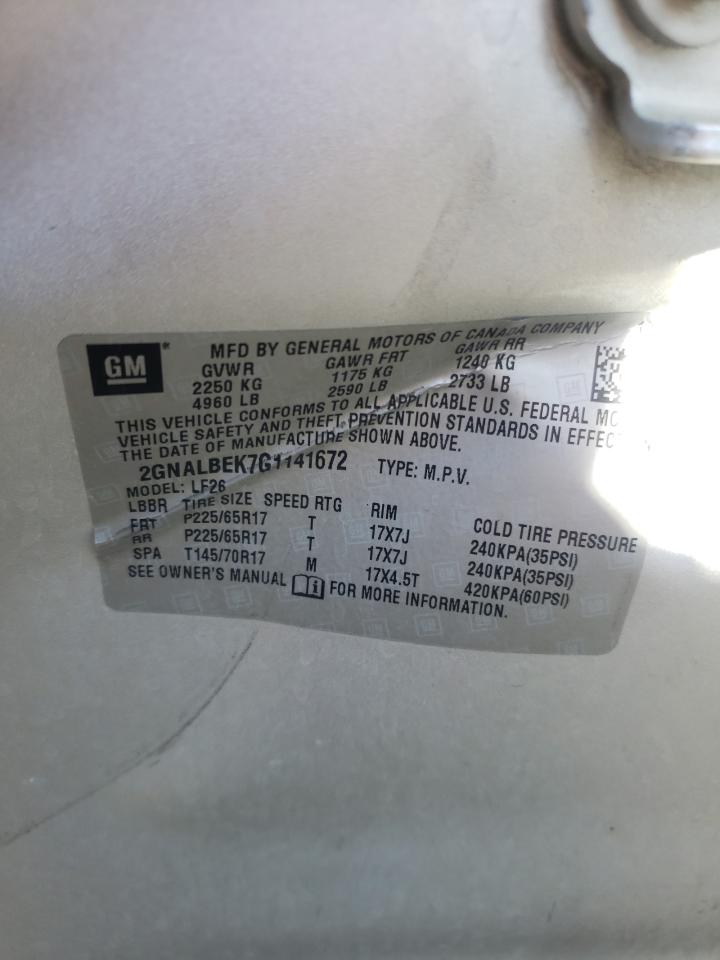 GM
MFD BY GENERAL MOTORS OF CANADA COMPANY
GVWR GAWR FRT GAWR RR
2250 KG 1175 KG 1240 KG
4960 LB 2590 LB 2733 LB
THIS VEHICLE CONFORMS TO ALL APPLICABLE U.S. FEDERAL
VEHICLE SAFETY AND THEFT PREVENTION STANDARDS IN
THE DATE OF MANUFACTURE SHOWN ABOVE.
2GNALBEK7G1141672 TYPE: M.P.V.
MODEL: LF26
LBBR TIRE SIZE SPEED RTG RIM COLD TIRE PRESSURE
FRT P225/65R17 T 17X7J 240KPA(35PSI)
RR P225/65R17 T 17X7J 240KPA(35PSI)
SPA T145/70R17 M 17X4.5T 420KPA(60PSI)
SEE OWNER'S MANUAL FOR MORE INFORMATION.